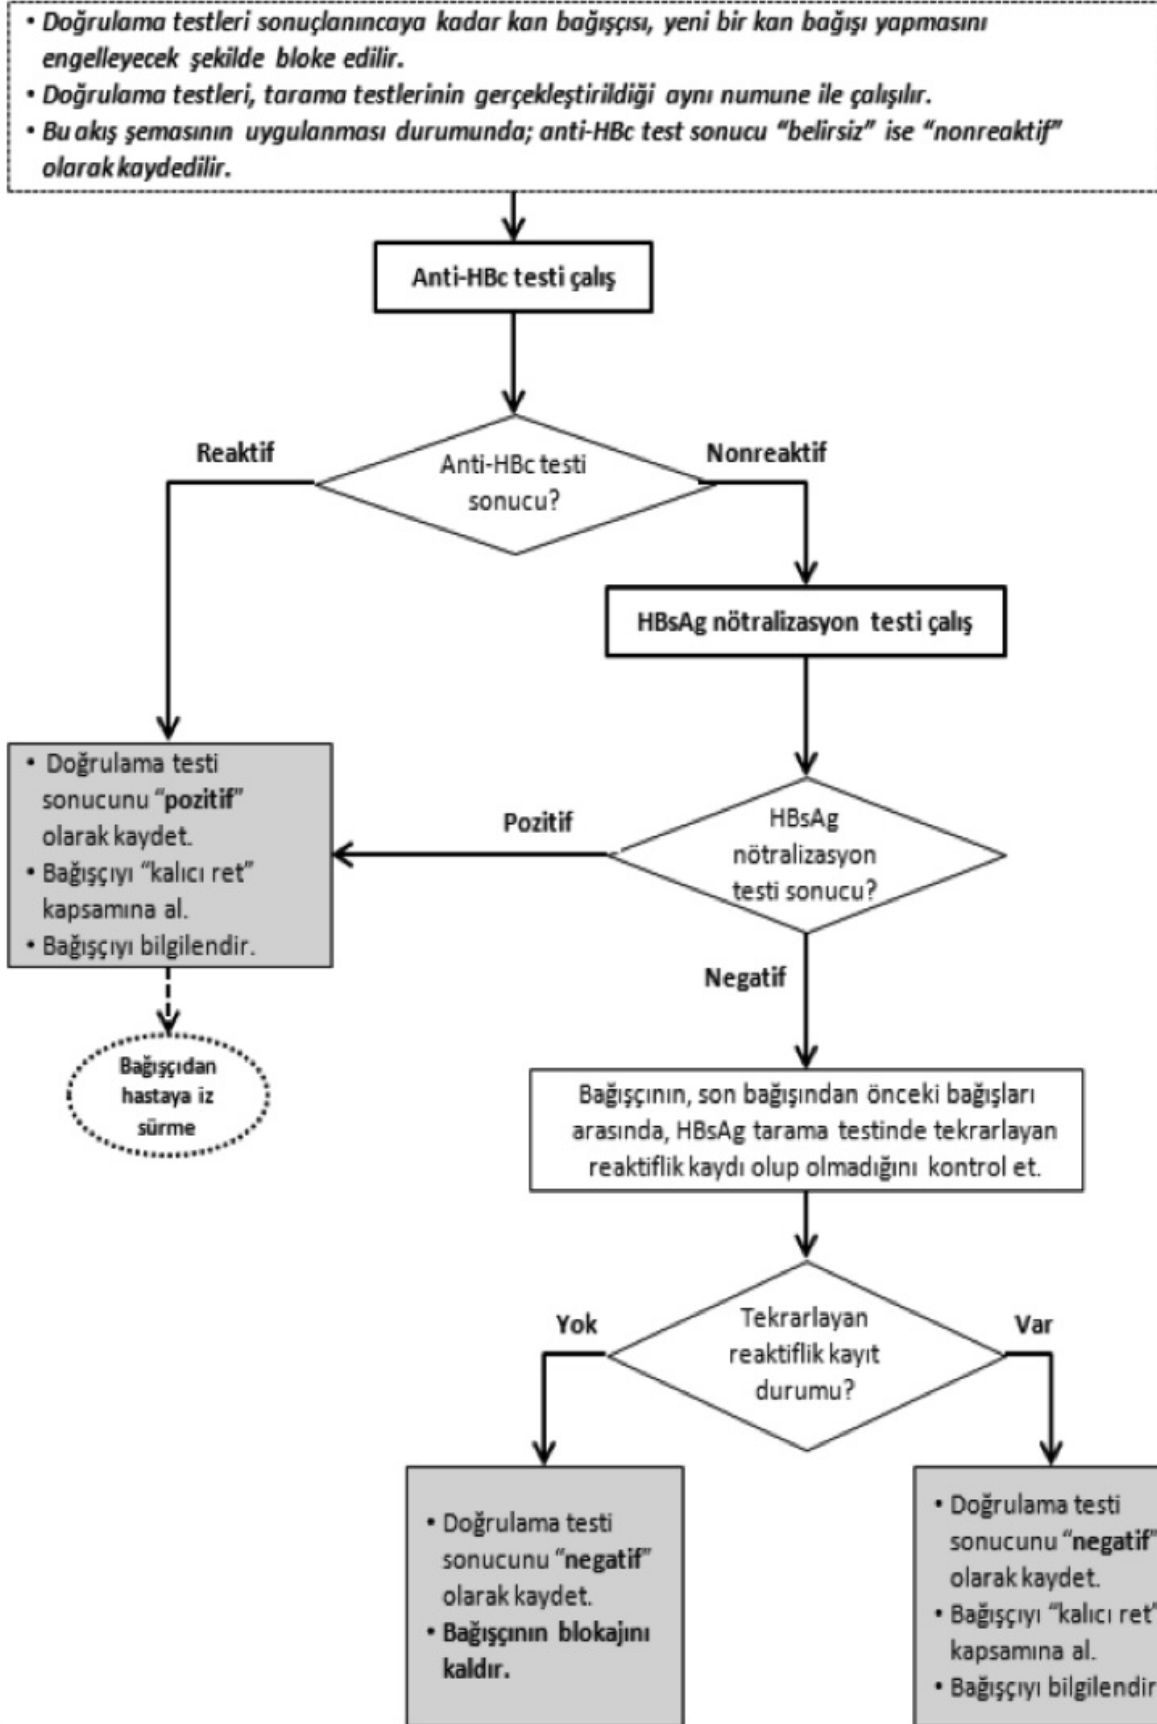 • Doğrulama testleri sonuçlanıncaya kadar kan bağışçısı, yeni bir kan bağışı yapmasını
engelleyecek şekilde bloke edilir.
• Doğrulama testleri, tarama testlerinin gerçekleştirildiği aynı numune ile çalışılır.
• Bu akış şemasının uygulanması durumunda; anti-HBc test sonucu “belirsiz” ise “nonreaktif”
olarak kaydedilir.
Anti-HBc testi çalış
Reaktif
Anti-HBc testi
sonucu?
Nonreaktif
HBsAg nötralizasyon testi çalış
• Doğrulama testi
sonucunu “pozitif”
olarak kaydet.
• Bağışçıyı “kalıcı ret”
kapsamına al.
• Bağışçıyı bilgilendir.
Pozitif
HBsAg
nötralizasyon
testi sonucu?
Negatif
Bağışçıdan
hastaya iz
sürme
Bağışçının, son bağışından önceki bağışları
arasında, HBsAg tarama testinde tekrarlayan
reaktiflik kaydı olup olmadığını kontrol et.
Yok
Tekrarlayan
reaktiflik kayıt
durumu?
Var
• Doğrulama testi
sonucunu “negatif”
olarak kaydet.
• Bağışçının blokajını
kaldır.
• Doğrulama testi
sonucunu “negatif”
olarak kaydet.
• Bağışçıyı “kalıcı ret”
kapsamına al.
• Bağışçıyı bilgilendir